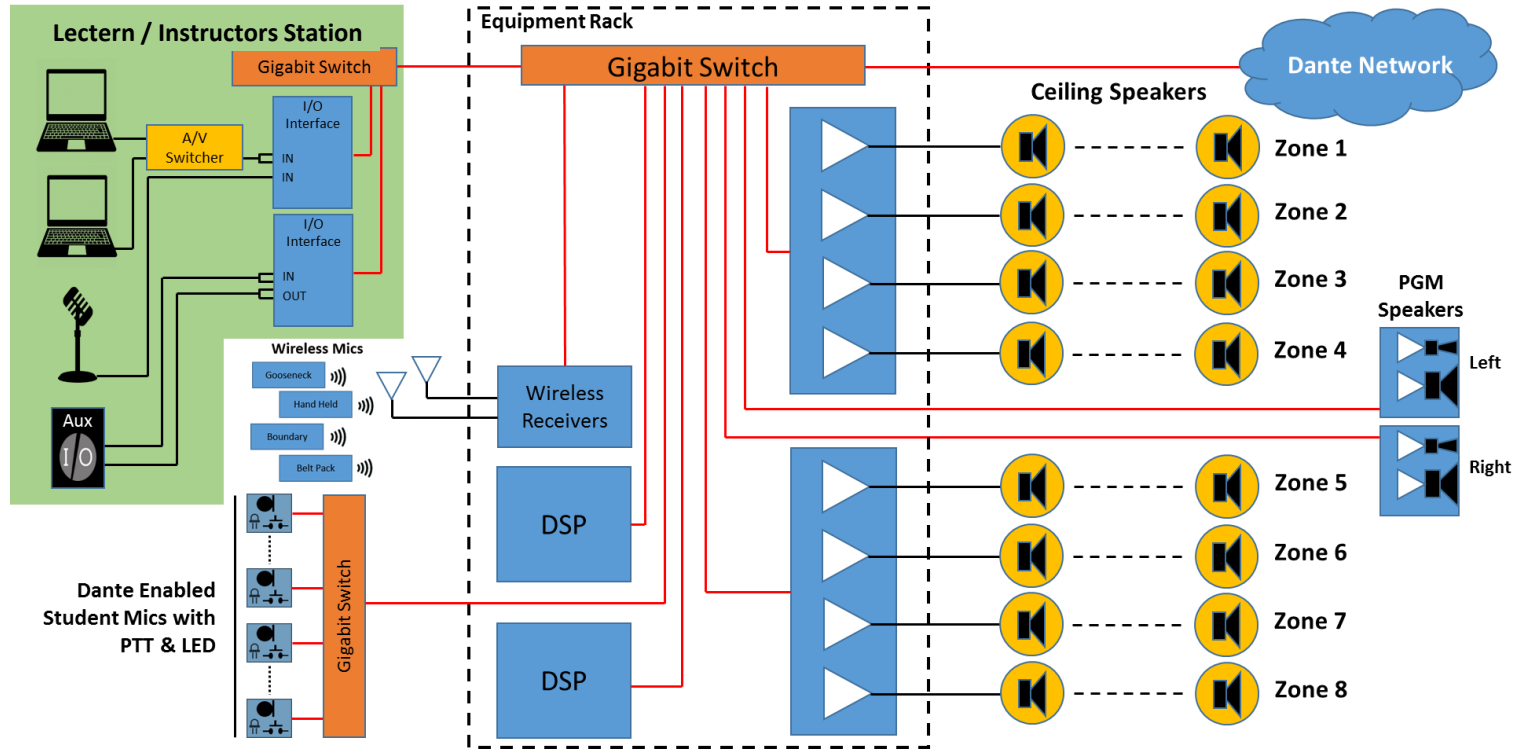 Lectern / Instructors Station
Gigabit Switch
I/O
Interface
A/V
Switcher
IN
IN
I/O
Interface
IN
OUT
Aux
I/O
Wireless Mics
Gooseneck
Hand Held
Boundary
Belt Pack
Dante Enabled
Student Mics with
PTT & LED
Gigabit Switch
Equipment Rack
Gigabit Switch
Wireless
Receivers
DSP
DSP
Dante Network
Ceiling Speakers
Zone 1
Zone 2
Zone 3
Zone 4
PGM
Speakers
Left
Right
Zone 5
Zone 6
Zone 7
Zone 8